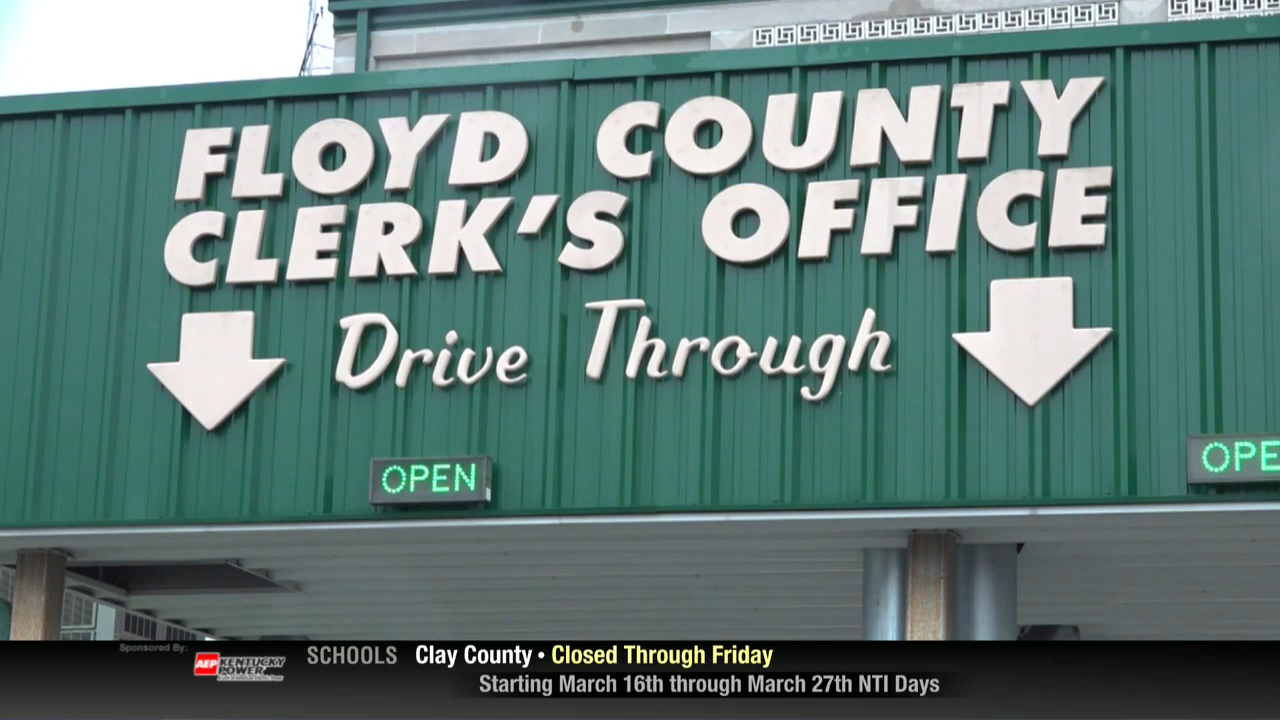 FLOYD COUNTY
CLERK'S OFFICE
Drive Through
OPEN
OPE
Sponsored By:
AEP KENTUCKY POWER
SCHOOLS Clay County • Closed Through Friday
Starting March 16th through March 27th NTI Days